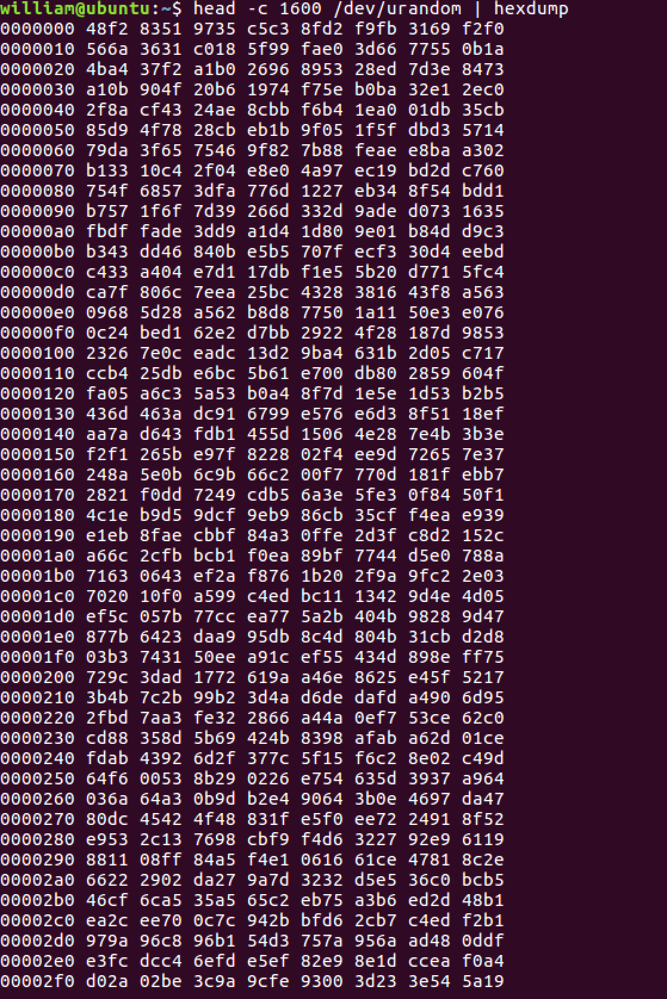 william@ubuntu:~$ head -c 1600 /dev/urandom | hexdump
0000000 48f2 8351 9735 c5c3 8fd2 f9fb 3169 f2f0
0000010 566a 3631 c018 5f99 fae0 3d66 7755 0b1a
0000020 4ba4 37f2 a1b0 2696 8953 28ed 7d3e 8473
0000030 a10b 904f 20b6 1974 f75e b0ba 32e1 2ec0
0000040 2f8a cf43 24ae 8cbb f6b4 1ea0 01db 35cb
0000050 85d9 4f78 28cb eb1b 9f05 1f5f dbd3 5714
0000060 79da 3f65 7546 9f82 7b88 feae e8ba a302
0000070 b133 10c4 2f04 e8e0 4a97 ec19 bd2d c760
0000080 754f 6857 3dfa 776d 1227 eb34 8f54 bdd1
0000090 b757 1f6f 7d39 266d 332d 9ade d073 1635
00000a0 fbdf fade 3dd9 a1d4 1d80 9e01 b84d d9c3
00000b0 b343 dd46 840b e5b5 707f ecf3 30d4 eebd
00000c0 c433 a404 e7d1 17db f1e5 5b20 d771 5fc4
00000d0 ca7f 806c 7eea 25bc 4328 3816 43f8 a563
00000e0 0968 5d28 a562 b8d8 7750 1a11 50e3 e076
00000f0 0c24 bed1 62e2 d7bb 2922 4f28 187d 9853
0000100 2326 7e0c eadc 13d2 9ba4 631b 2d05 c717
0000110 ccb4 25db e6bc 5b61 e700 db80 2859 604f
0000120 fa05 a6c3 5a53 b0a4 8f7d 1e5e 1d53 b2b5
0000130 436d 463a dc91 6799 e576 e6d3 8f51 18ef
0000140 aa7a d643 fdb1 455d 1506 4e28 7e4b 3b3e
0000150 f2f1 265b e97f 8228 02f4 ee9d 7265 7e37
0000160 248a 5e0b 6c9b 66c2 00f7 770d 181f ebb7
0000170 2821 f0dd 7249 cdb5 6a3e 5fe3 0f84 50f1
0000180 4c1e b9d5 9dcf 9eb9 86cb 35cf f4ea e939
0000190 e1eb 8fae cbbf 84a3 0ffe 2d3f c8d2 152c
00001a0 a66c 2cfb bcb1 f0ea 89bf 7744 d5e0 788a
00001b0 7163 0643 ef2a f876 1b20 2f9a 9fc2 2e03
00001c0 7020 10f0 a599 c4ed bc11 1342 9d4e 4d05
00001d0 ef5c 057b 77cc ea77 5a2b 404b 9828 9d47
00001e0 877b 6423 daa9 95db 8c4d 804b 31cb d2d8
00001f0 03b3 7431 50ee a91c ef55 434d 898e ff75
0000200 729c 3dad 1772 619a a46e 8625 e45f 5217
0000210 3b4b 7c2b 99b2 3d4a d6de dafd a490 6d95
0000220 2fbd 7aa3 fe32 2866 a44a 0ef7 53ce 62c0
0000230 cd88 358d 5b69 424b 8398 afab a62d 01ce
0000240 fdab 4392 6d2f 377c 5f15 f6c2 8e02 c49d
0000250 64f6 0053 8b29 0226 e754 635d 3937 a964
0000260 036a 64a3 0b9d b2e4 9064 3b0e 4697 da47
0000270 80dc 4542 4f48 831f e5f0 ee72 2491 8f52
0000280 e953 2c13 7698 cbf9 f4d6 3227 92e9 6119
0000290 8811 08ff 84a5 f4e1 0616 61ce 4781 8c2e
00002a0 6622 2902 da27 9a7d 3232 d5e5 36c0 bcb5
00002b0 46cf 6ca5 35a5 65c2 eb75 a3b6 ed2d 48b1
00002c0 ea2c ee70 0c7c 942b bfd6 2cb7 c4ed f2b1
00002d0 979a 96c8 96b1 54d3 757a 956a ad48 0ddf
00002e0 e3fc dcc4 6efd e5ef 82e9 8e1d ccea f0a4
00002f0 d02a 02be 3c9a 9cfe 9300 3d23 3e54 5a19